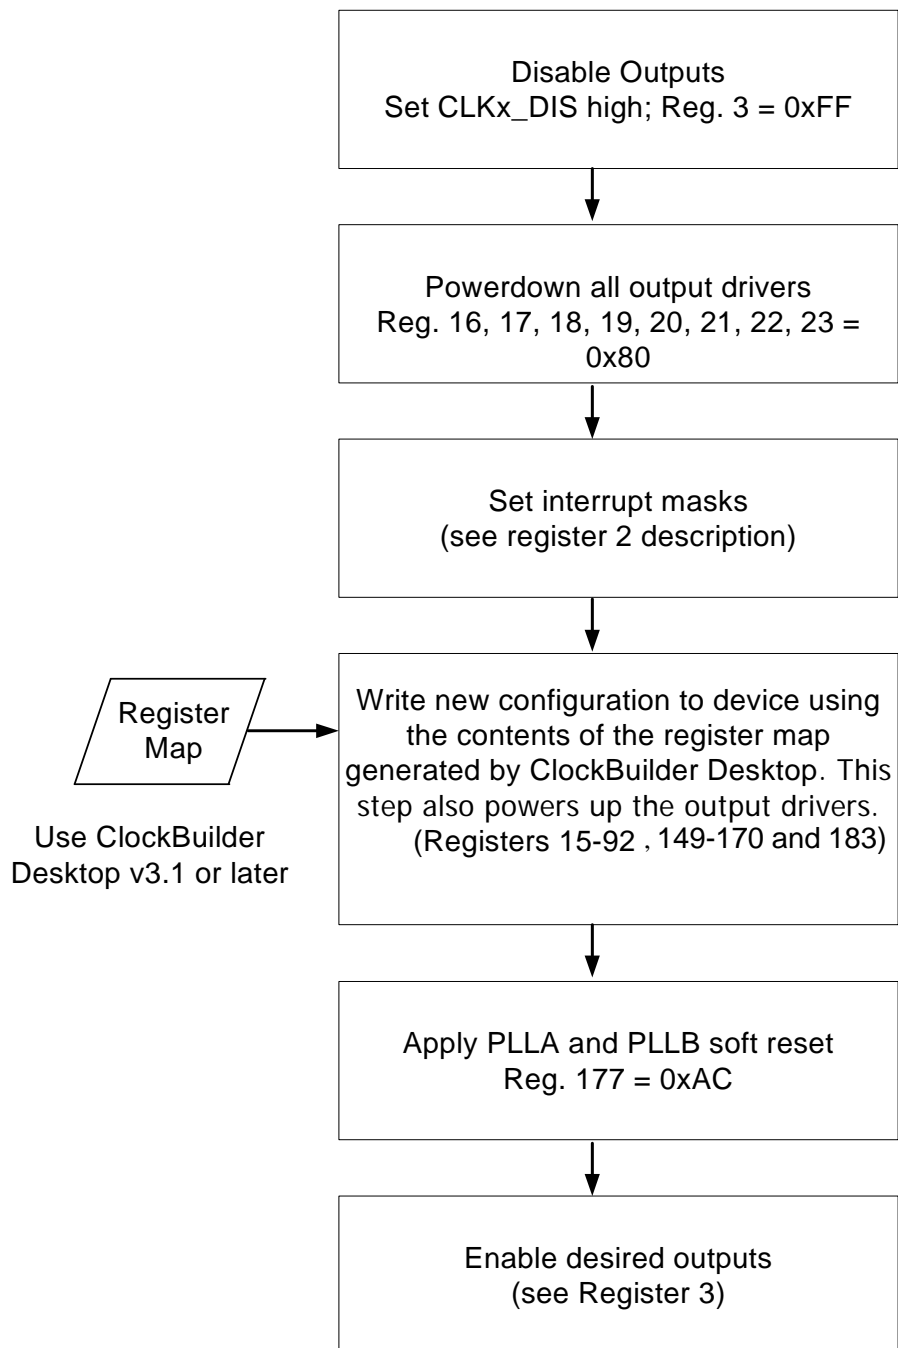 Disable Outputs
Set CLKx_DIS high; Reg. 3 = 0xFF
Powerdown all output drivers
Reg. 16, 17, 18, 19, 20, 21, 22, 23 =
0x80
Set interrupt masks
(see register 2 description)
Register
Map
Use ClockBuilder
Desktop v3.1 or later
Write new configuration to device using
the contents of the register map
generated by ClockBuilder Desktop. This
step also powers up the output drivers.
(Registers 15-92 , 149-170 and 183)
Apply PLLA and PLLB soft reset
Reg. 177 = 0xAC
Enable desired outputs
(see Register 3)